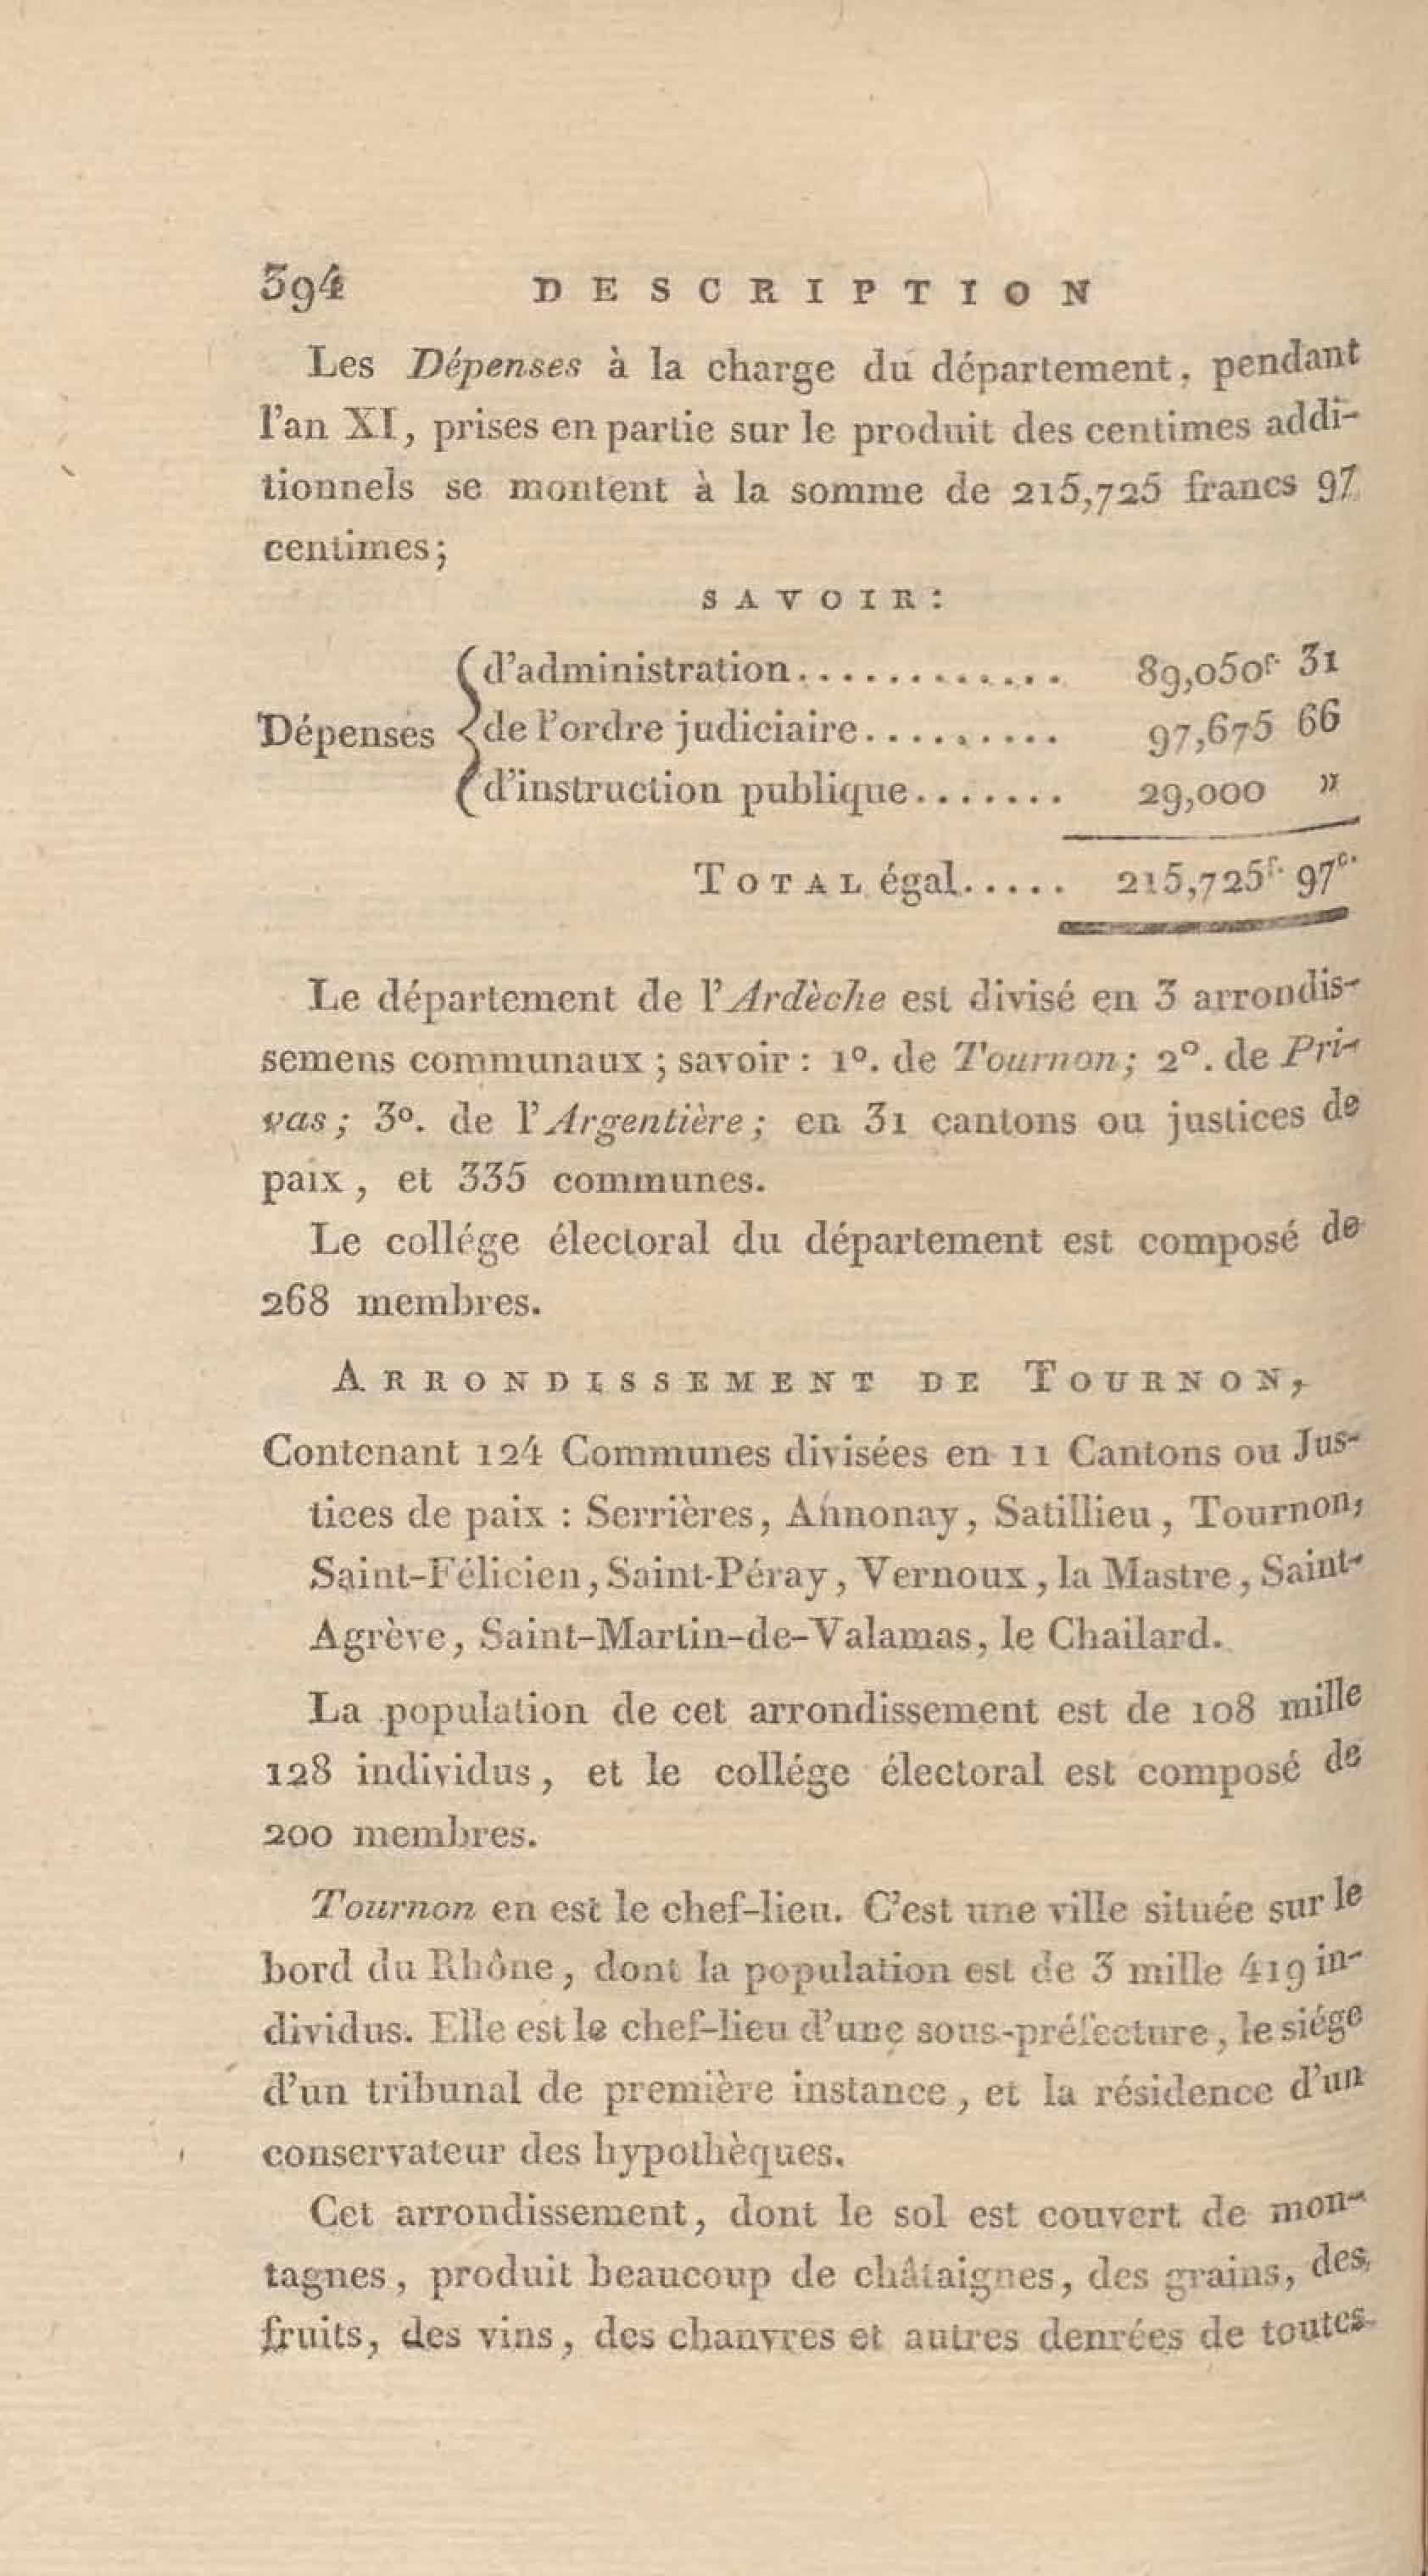 394 DESCRIPTION
Les Dépenses à la charge du département, pendant
l'an XI, prises en partie sur le produit des centimes addi-
tionnels se montent à la somme de 215,725 francs 97
centimes;
SAVOIR:
d'administration............. 89,050f. 31
Dépenses de l'ordre judiciaire.......... 97,675 66
d'instruction publique....... 29,000 »
TOTAL égal..... 215,725f. 97c.
Le département de l'Ardèche est divisé en 3 arrondis-
semens communaux; savoir: 1o. de Tournon; 2o. de Pri-
vas; 3o. de l'Argentière; en 31 cantons ou justices de
paix, et 335 communes.
Le collége électoral du département est composé de
268 membres.
ARRONDISSEMENT DE TOURNON,
Contenant 124 Communes divisées en 11 Cantons ou Jus-
tices de paix : Serrières, Annonay, Satillieu, Tournon,
Saint-Félicien, Saint-Péray, Vernoux, la Mastre, Saint-
Agrève, Saint-Martin-de-Valamas, le Chailard.
La population de cet arrondissement est de 108 mille
128 individus, et le collége électoral est composé de
200 membres.
Tournon en est le chef-lieu. C'est une ville située sur le
bord du Rhône, dont la population est de 3 mille 419 in-
dividus. Elle est le chef-lieu d'une sous-préfecture, le siége
d'un tribunal de première instance, et la résidence d'un
conservateur des hypothèques.
Cet arrondissement, dont le sol est couvert de mon-
tagnes, produit beaucoup de châtaignes, des grains, des
fruits, des vins, des chanvres et autres denrées de toutes